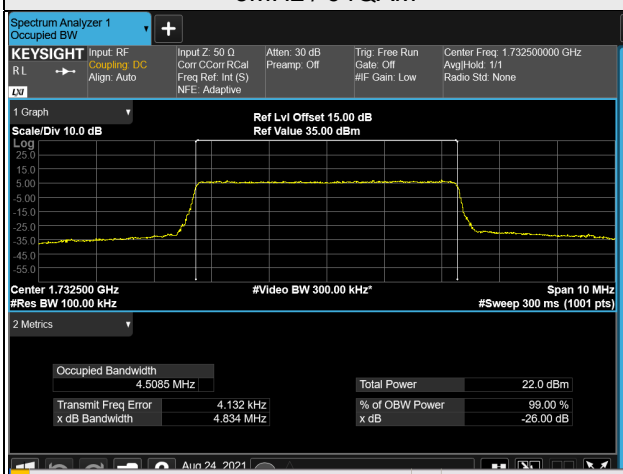 Spectrum Analyzer 1
Occupied BW
+
KEYSIGHT Input: RF Input Z: 50 Ω Atten: 30 dB Trig: Free Run Center Freq: 1.732500000 GHz
RL Coupling: DC Corr CCorr RCal Preamp: Off Gate: Off Avg|Hold: 1/1
Align: Auto Freq Ref: Int (S) #IF Gain: Low Radio Std: None
LXI NFE: Adaptive
1 Graph Ref Lvl Offset 15.00 dB
Scale/Div 10.0 dB Ref Value 35.00 dBm
Log
25.0
15.0
5.00
-5.00
-15.0
-25.0
-35.0
-45.0
-55.0
Center 1.732500 GHz #Video BW 300.00 kHz* Span 10 MHz
#Res BW 100.00 kHz #Sweep 300 ms (1001 pts)
2 Metrics
Occupied Bandwidth
4.5085 MHz Total Power 22.0 dBm
Transmit Freq Error 4.132 kHz % of OBW Power 99.00 %
x dB Bandwidth 4.834 MHz x dB -26.00 dB
Aug 24, 2021